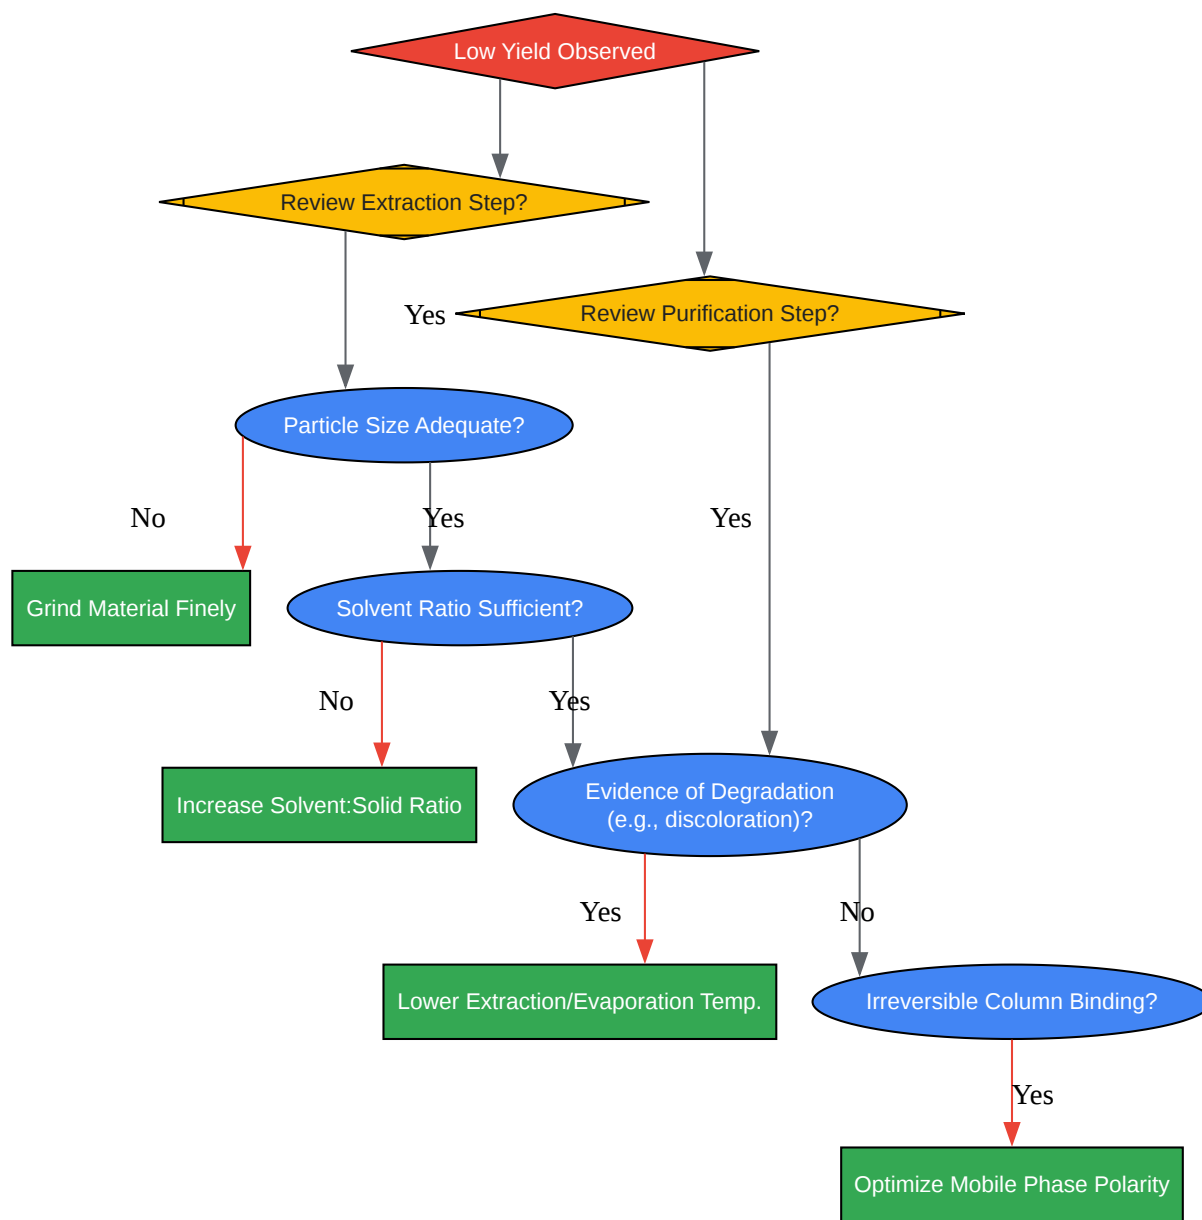 Low Yield Observed
Review Extraction Step?
Yes
Review Purification Step?
Particle Size Adequate?
No
Yes
Yes
Grind Material Finely
Solvent Ratio Sufficient?
No
Yes
Increase Solvent:Solid Ratio
Evidence of Degradation
(e.g., discoloration)?
Yes
No
Lower Extraction/Evaporation Temp.
Irreversible Column Binding?
Yes
Optimize Mobile Phase Polarity